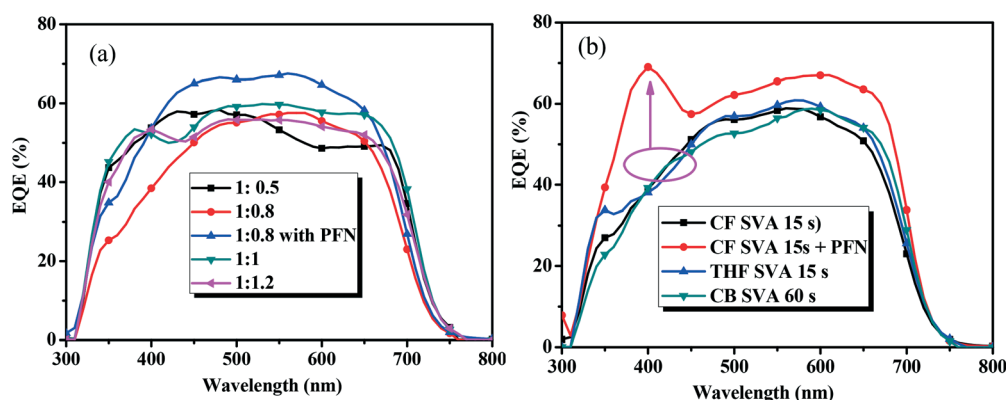 (a)
EQE (%)
80
60
40
20
0
1: 0.5
1:0.8
1:0.8 with PFN
1:1
1:1.2
300 400 500 600 700 800
Wavelength (nm)
(b)
EQE (%)
80
60
40
20
0
CF SVA 15 s)
CF SVA 15s + PFN
THF SVA 15 s
CB SVA 60 s
300 400 500 600 700 800
Wavelength (nm)